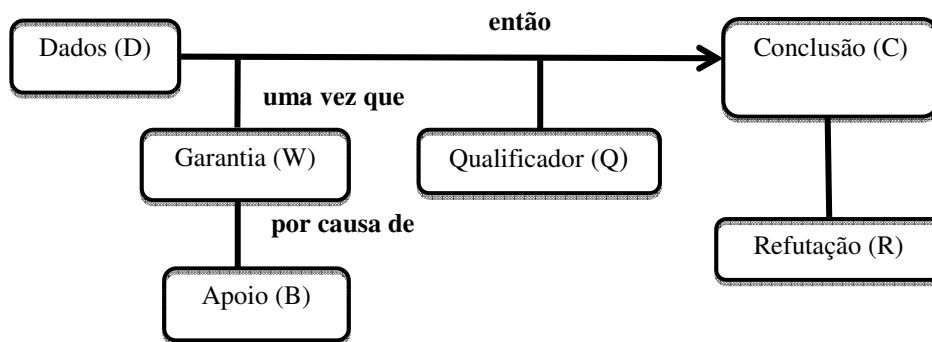 então
Dados (D)
Conclusão (C)
uma vez que
Garantia (W)
Qualificador (Q)
por causa de
Refutação (R)
Apoio (B)